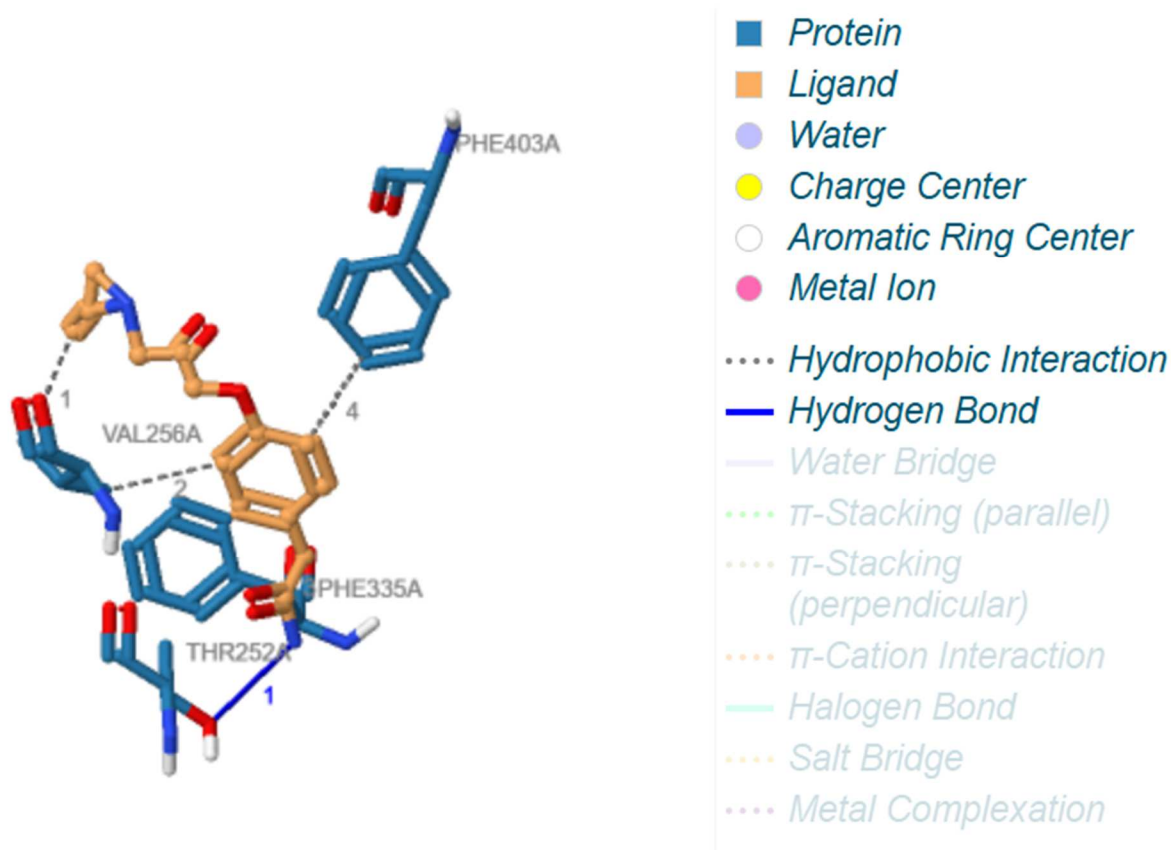 PHE403A
1
4
VAL256A
2
PHE335A
THR252A
1
Protein
Ligand
Water
Charge Center
Aromatic Ring Center
Metal Ion
Hydrophobic Interaction
Hydrogen Bond
Water Bridge
π-Stacking (parallel)
π-Stacking
(perpendicular)
π-Cation Interaction
Halogen Bond
Salt Bridge
Metal Complexation